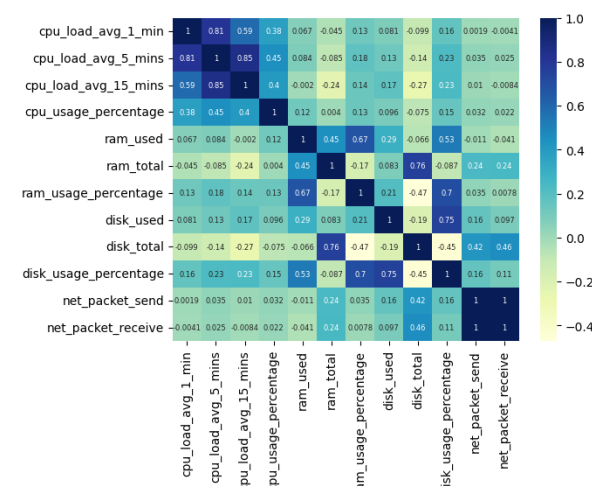 cpu_load_avg_1_min 1 0.81 0.59 0.38 0.067 -0.045 0.13 0.081 -0.099 0.16 0.0019 -0.0041
cpu_load_avg_5_mins 0.81 1 0.85 0.45 0.084 -0.085 0.18 0.13 -0.14 0.23 0.035 0.025
cpu_load_avg_15_mins 0.59 0.85 1 0.4 -0.002 -0.24 0.14 0.17 -0.27 0.23 0.01 -0.0084
cpu_usage_percentage 0.38 0.45 0.4 1 0.12 0.004 0.13 0.096 -0.075 0.15 0.032 0.022
ram_used 0.067 0.084 -0.002 0.12 1 0.45 0.67 0.29 -0.066 0.53 -0.011 -0.041
ram_total -0.045 -0.085 -0.24 0.004 0.45 1 -0.17 0.083 0.76 -0.087 0.24 0.24
ram_usage_percentage 0.13 0.18 0.14 0.13 0.67 -0.17 1 0.21 -0.47 0.7 0.035 0.0078
disk_used 0.081 0.13 0.17 0.096 0.29 0.083 0.21 1 -0.19 0.75 0.16 0.097
disk_total -0.099 -0.14 -0.27 -0.075 -0.066 0.76 -0.47 -0.19 1 -0.45 0.42 0.46
disk_usage_percentage 0.16 0.23 0.23 0.15 0.53 -0.087 0.7 0.75 -0.45 1 0.16 0.11
net_packet_send 0.0019 0.035 0.01 0.032 -0.011 0.24 0.035 0.16 0.42 0.16 1 1
net_packet_receive -0.0041 0.025 -0.0084 0.022 -0.041 0.24 0.0078 0.097 0.46 0.11 1 1
cpu_load_avg_1_min
cpu_load_avg_5_mins
cpu_load_avg_15_mins
cpu_usage_percentage
ram_used
ram_total
am_usage_percentage
disk_used
disk_total
disk_usage_percentage
net_packet_send
net_packet_receive
1.0
0.8
0.6
0.4
0.2
0.0
-0.2
-0.4